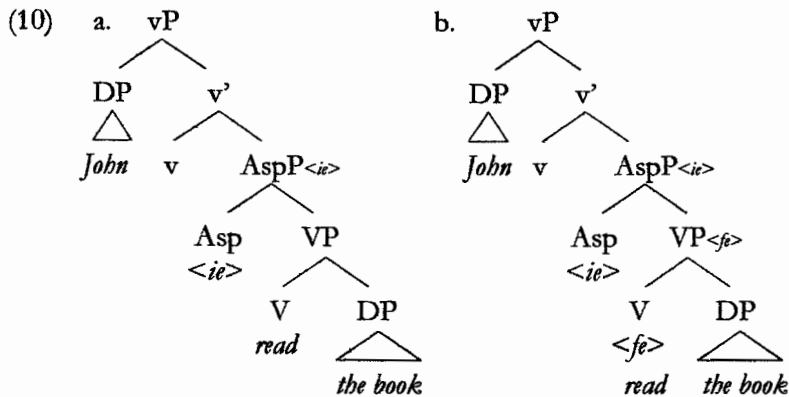 (10) a. vP b. vP
DP v' DP v'
John v AspP<ie> John v AspP<ie>
Asp VP Asp VP<fe>
<ie> <ie>
V DP V DP
read <fe>
the book read the book